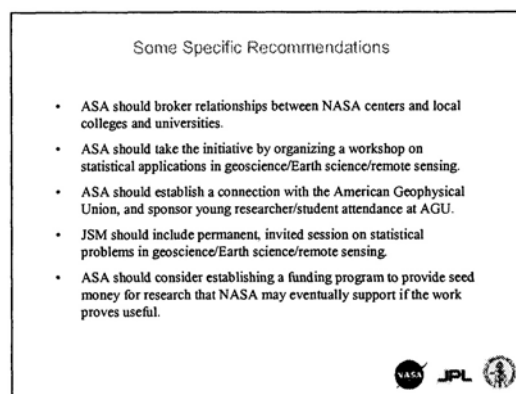 Some Specific Recommendations
• ASA should broker relationships between NASA centers and local
colleges and universities.
• ASA should take the initiative by organizing a workshop on
statistical applications in geoscience/Earth science/remote sensing.
• ASA should establish a connection with the American Geophysical
Union, and sponsor young researcher/student attendance at AGU.
• JSM should include permanent, invited session on statistical
problems in geoscience/Earth science/remote sensing.
• ASA should consider establishing a funding program to provide seed
money for research that NASA may eventually support if the work
proves useful.
NASA JPL